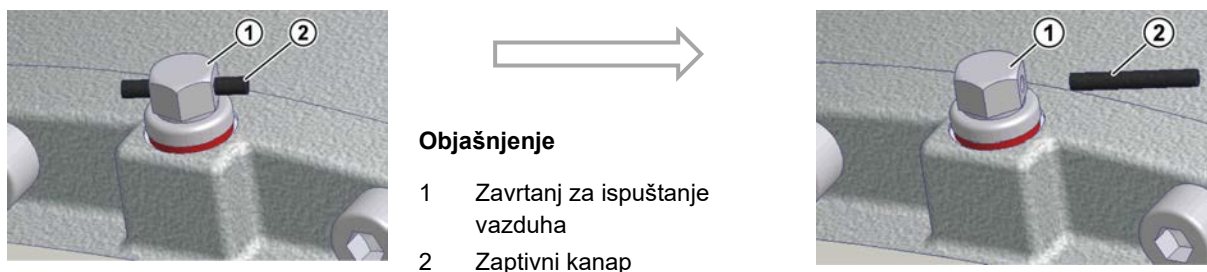 1
2
1
2
Objašnjenje
1 Zavrtanj za ispuštanje
vazduha
2 Zaptivni kanap